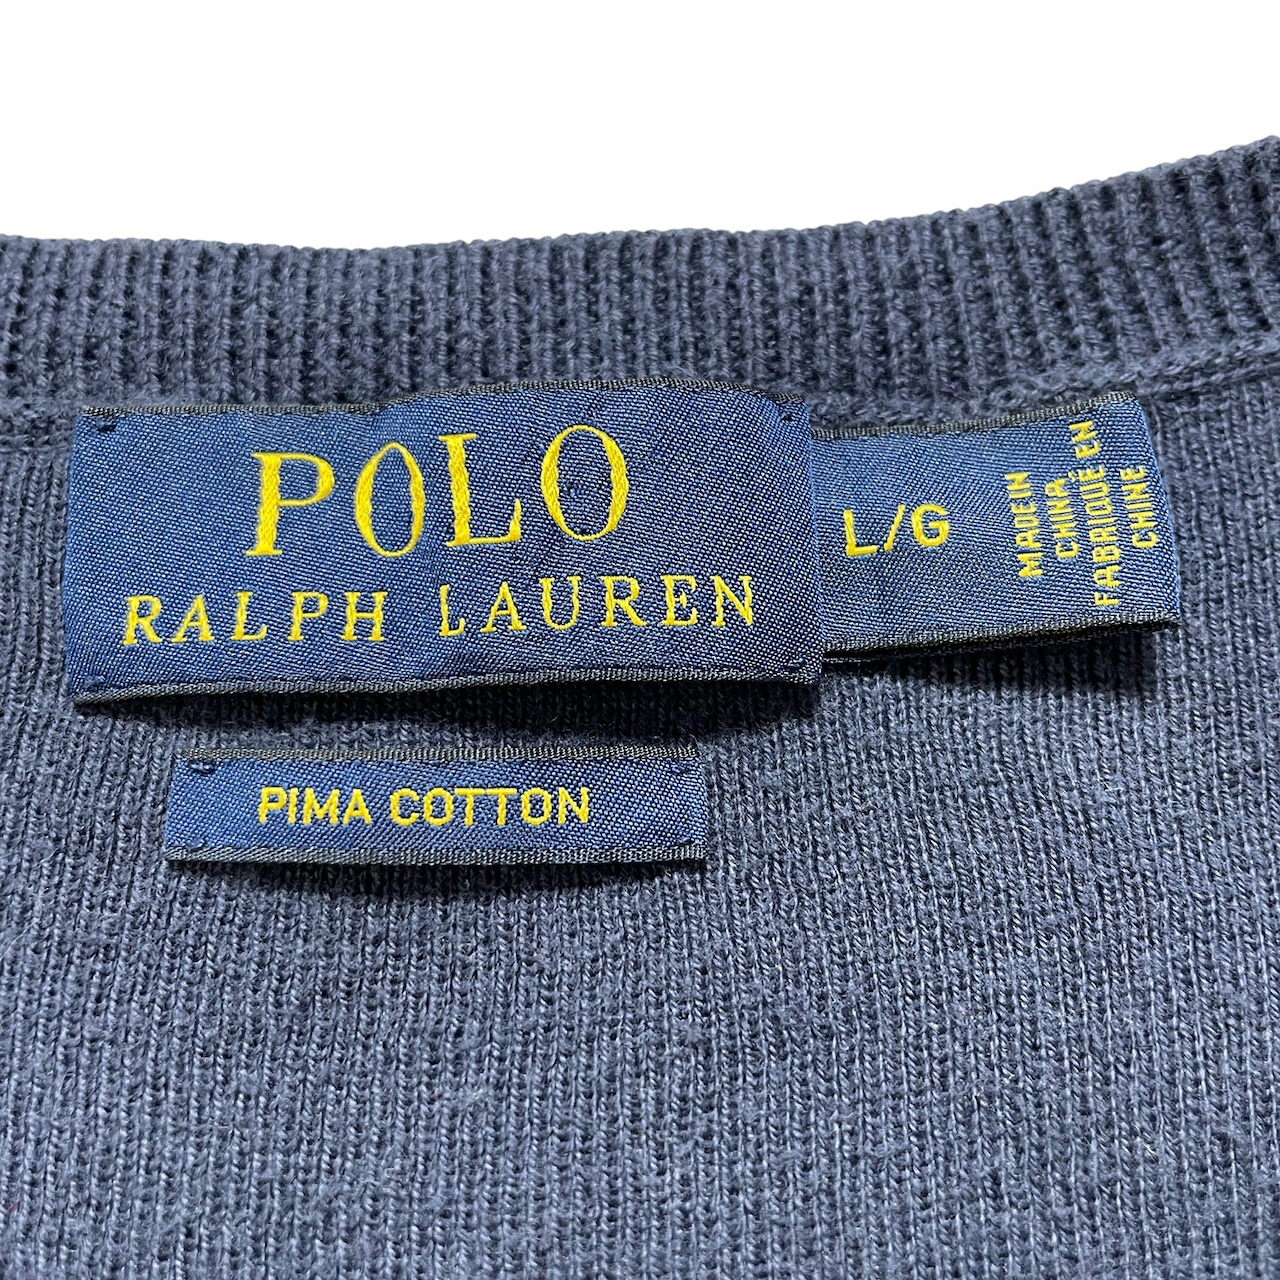 POLO
RALPH LAUREN
L/G
MADE IN
CHINA
FABRIQUÉ EN
CHINE
PIMA COTTON